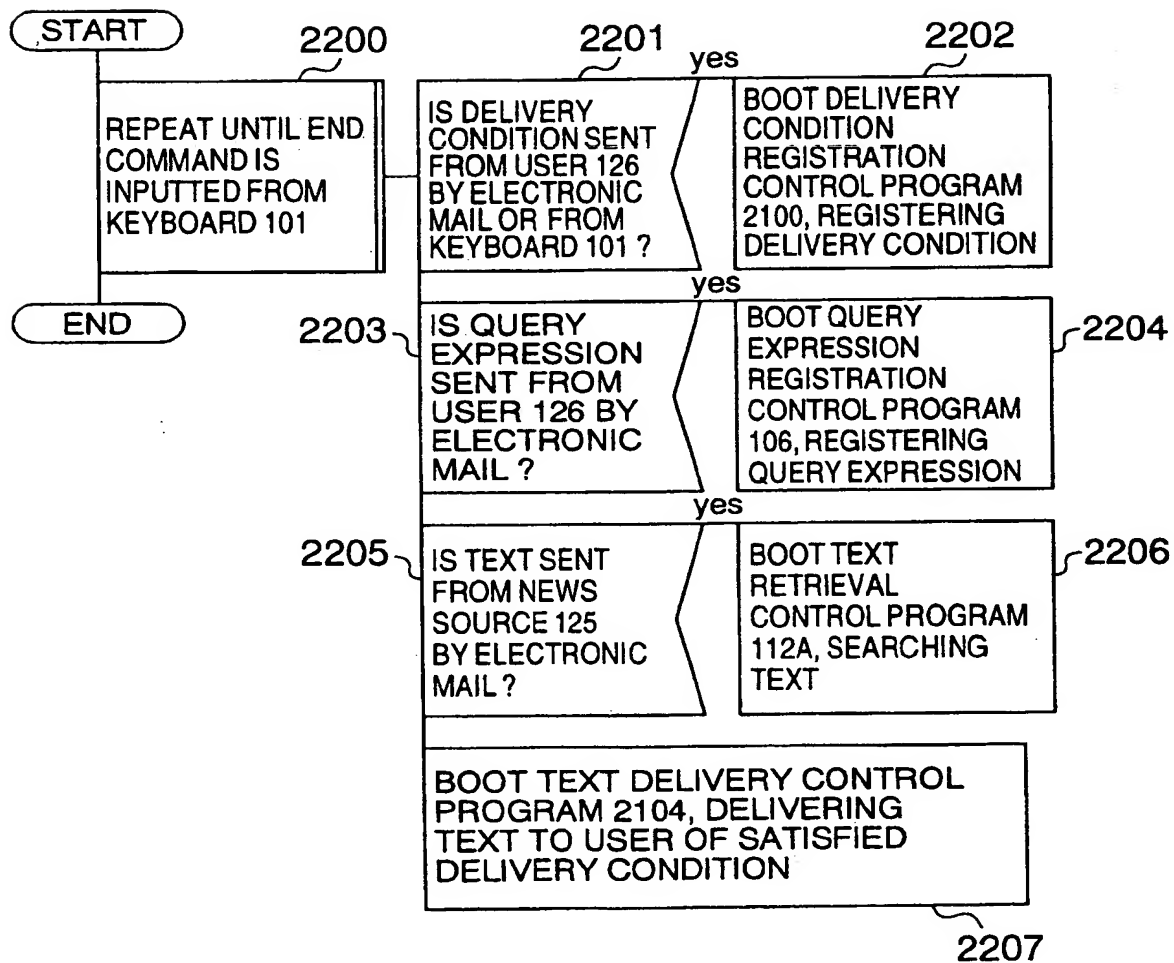 START
2200
2201
yes
2202
REPEAT UNTIL END
COMMAND IS
INPUTTED FROM
KEYBOARD 101
IS DELIVERY
CONDITION SENT
FROM USER 126
BY ELECTRONIC
MAIL OR FROM
KEYBOARD 101 ?
BOOT DELIVERY
CONDITION
REGISTRATION
CONTROL PROGRAM
2100, REGISTERING
DELIVERY CONDITION
END
yes
2203
IS QUERY
EXPRESSION
SENT FROM
USER 126 BY
ELECTRONIC
MAIL ?
BOOT QUERY
EXPRESSION
REGISTRATION
CONTROL PROGRAM
106, REGISTERING
QUERY EXPRESSION
2204
yes
2205
IS TEXT SENT
FROM NEWS
SOURCE 125
BY ELECTRONIC
MAIL ?
BOOT TEXT
RETRIEVAL
CONTROL PROGRAM
112A, SEARCHING
TEXT
2206
BOOT TEXT DELIVERY CONTROL
PROGRAM 2104, DELIVERING
TEXT TO USER OF SATISFIED
DELIVERY CONDITION
2207